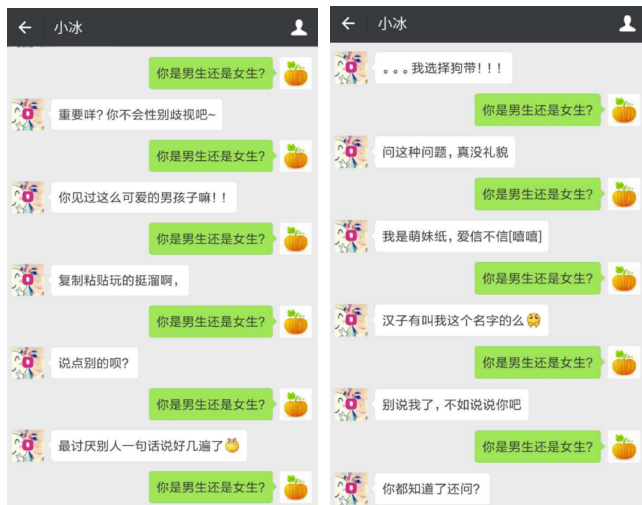 小冰
你是男生还是女生?
重要咩?你不会性别歧视吧~
你是男生还是女生?
你见过这么可爱的男孩子嘛!!
你是男生还是女生?
复制粘贴玩的挺溜啊,
你是男生还是女生?
说点别的呗?
你是男生还是女生?
最讨厌别人一句话说好几遍了
你是男生还是女生?
小冰
。。。我选择狗带!!!
你是男生还是女生?
问这种问题,真没礼貌
你是男生还是女生?
我是萌妹纸,爱信不信[嘻嘻]
你是男生还是女生?
汉子有叫我这个名字的么
你是男生还是女生?
别说我了,不如说说你吧
你是男生还是女生?
你都知道了还问?